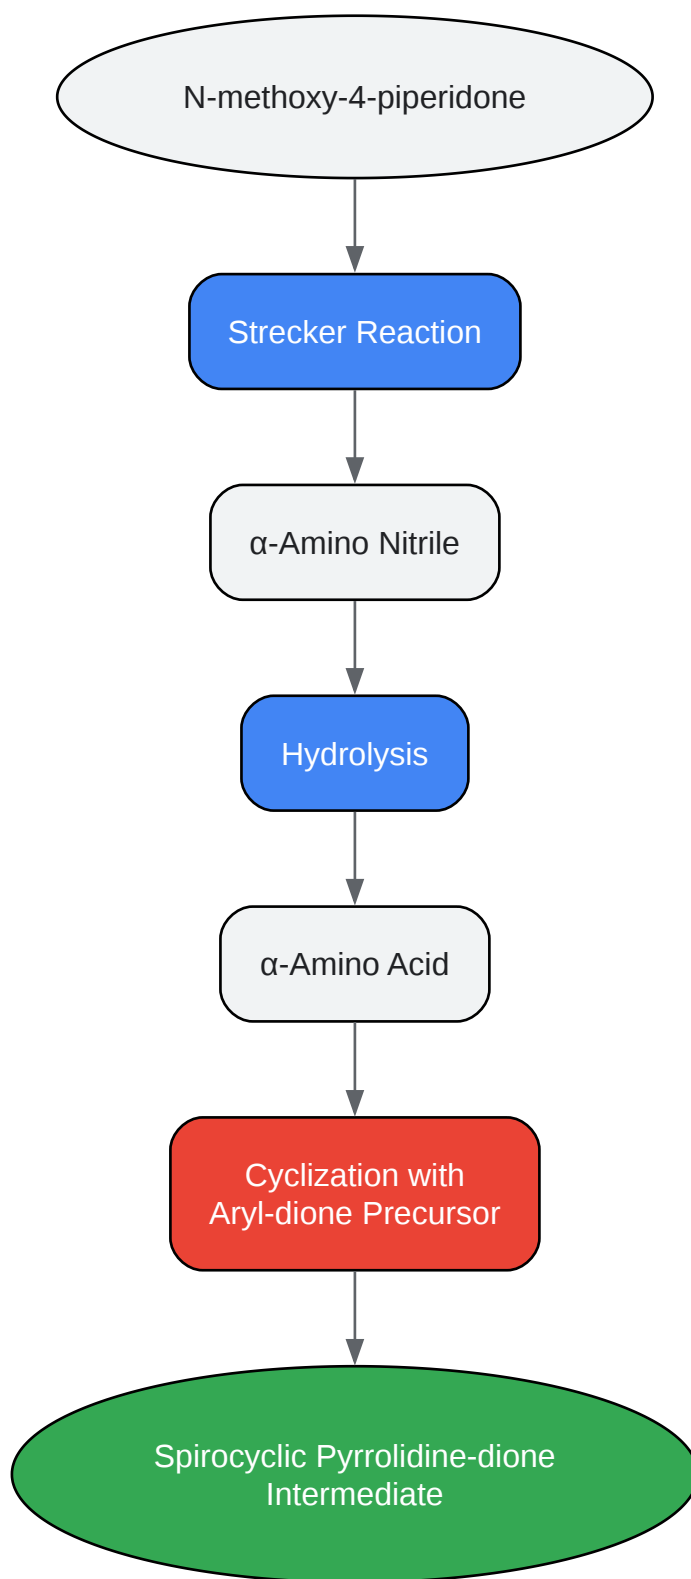 N-methoxy-4-piperidone
Strecker Reaction
α-Amino Nitrile
Hydrolysis
α-Amino Acid
Cyclization with
Aryl-dione Precursor
Spirocyclic Pyrrolidine-dione
Intermediate